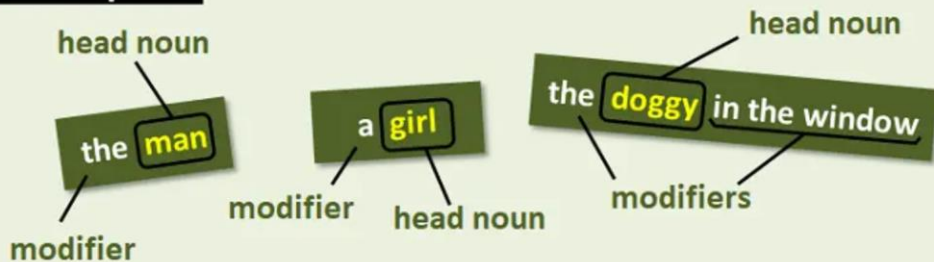 head noun
the man
modifier
a girl
modifier
head noun
head noun
the doggy in the window
modifiers